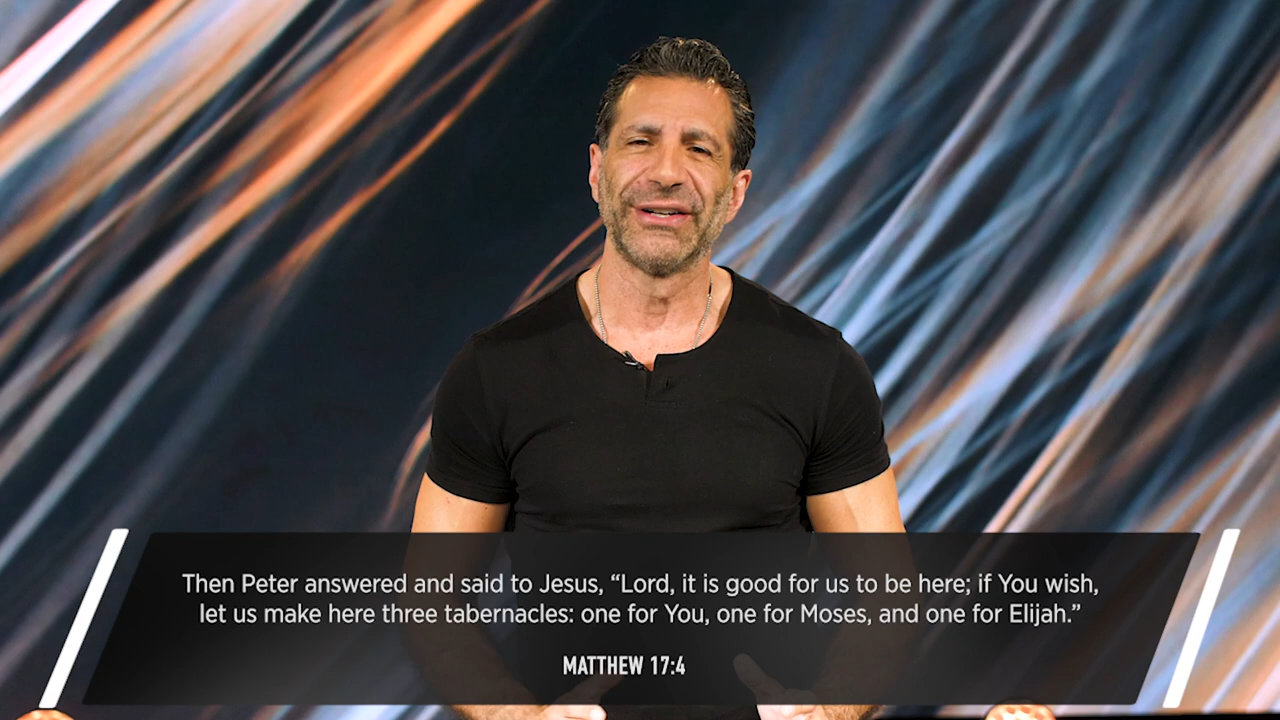 Then Peter answered and said to Jesus, “Lord, it is good for us to be here; if You wish,
let us make here three tabernacles: one for You, one for Moses, and one for Elijah.”
MATTHEW 17:4